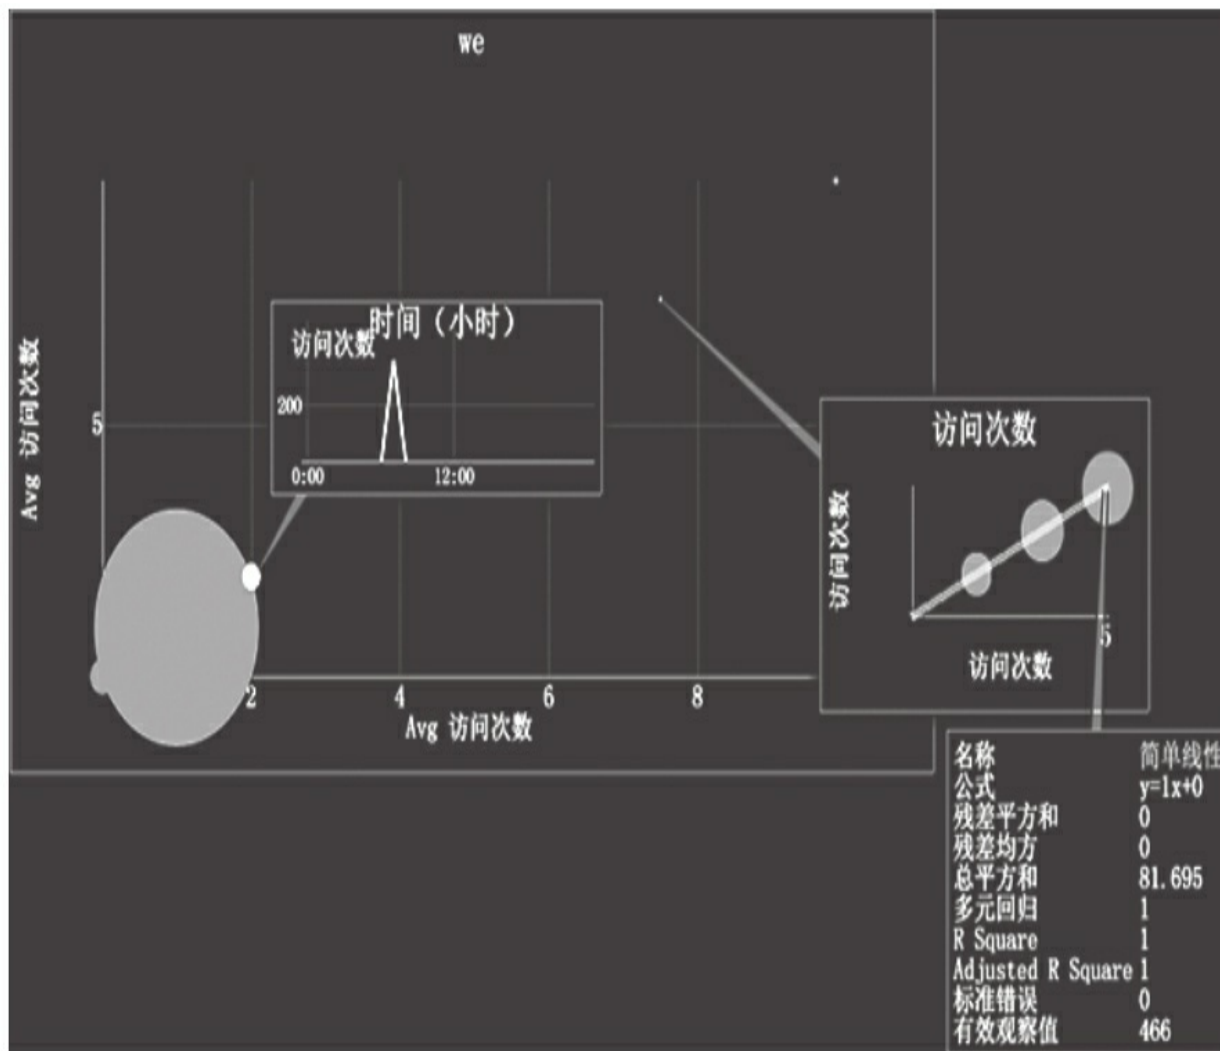 we
时间（小时）
访问次数
200
0:00
12:00
Avg 访问次数
5
2
4
6
8
Avg 访问次数
访问次数
访问次数
5
访问次数
名称 简单线性
公式 y=1x+0
残差平方和 0
残差均方 0
总平方和 81.695
多元回归 1
R Square 1
Adjusted R Square 1
标准错误 0
有效观察值 466